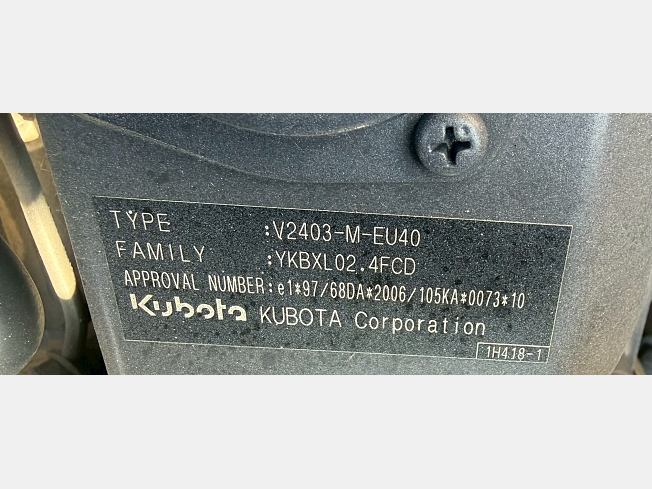 TYPE :V2403-M-EU40
FAMILY :YKBXL02.4FCD
APPROVAL NUMBER:e1*97/68DA*2006/105KA*0073*10
Kubota KUBOTA Corporation
1H418-1